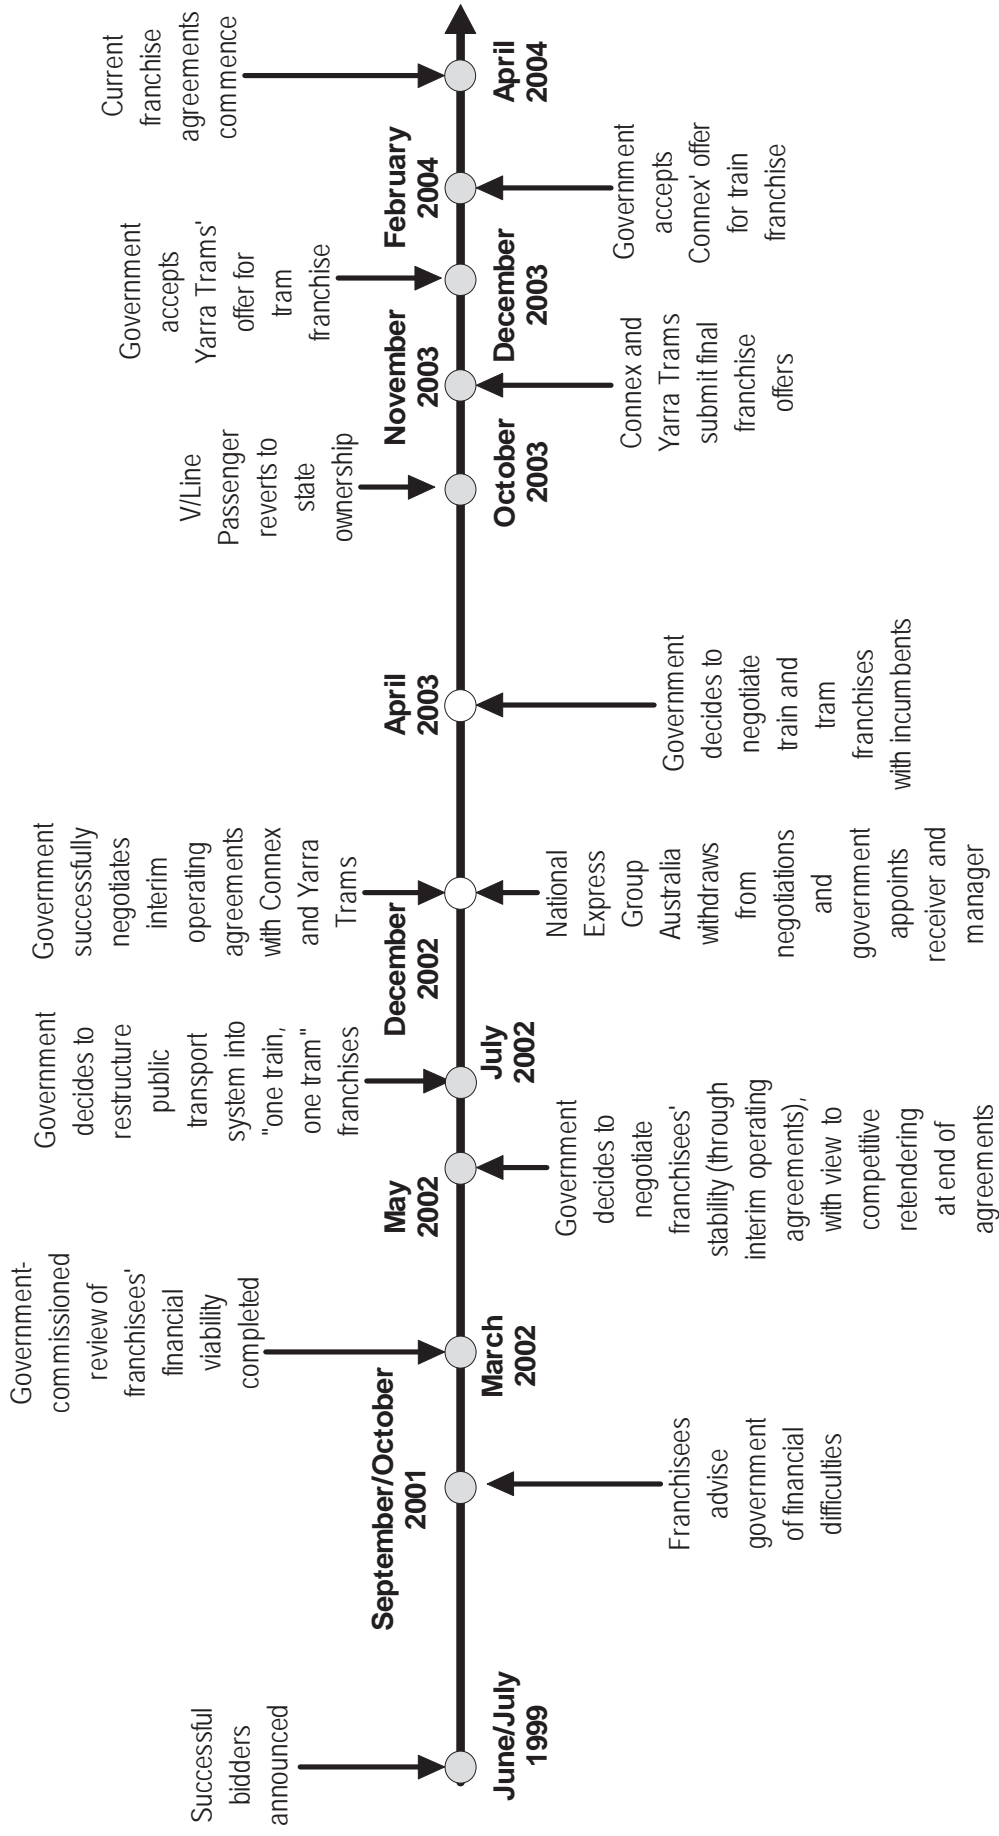 Successful
bidders
announced
June/July
1999
September/October
2001
Franchisees
advise
government
of financial
difficulties
Government-
commissioned
review of
franchisees'
financial
viability
completed
March
2002
May
2002
Government
decides to
negotiate
franchisees'
stability (through
interim operating
agreements),
with view to
competitive
retendering
at end of
agreements
Government
decides to
restructure
public
transport
system into
"one train,
one tram"
franchises
July
2002
Government
successfully
negotiates
interim
operating
agreements
with Connex
and Yarra
Trams
December
2002
National
Express
Group
Australia
withdraws
from
negotiations
and
government
appoints
receiver and
manager
April
2003
Government
decides to
negotiate
train and
tram
franchises
with incumbents
V/Line
Passenger
reverts to
state
ownership
October
2003
November
2003
Connex and
Yarra Trams
submit final
franchise
offers
Government
accepts
Yarra Trams'
offer for
tram
franchise
December
2003
February
2004
Government
accepts
Connex' offer
for train
franchise
Current
franchise
agreements
commence
April
2004